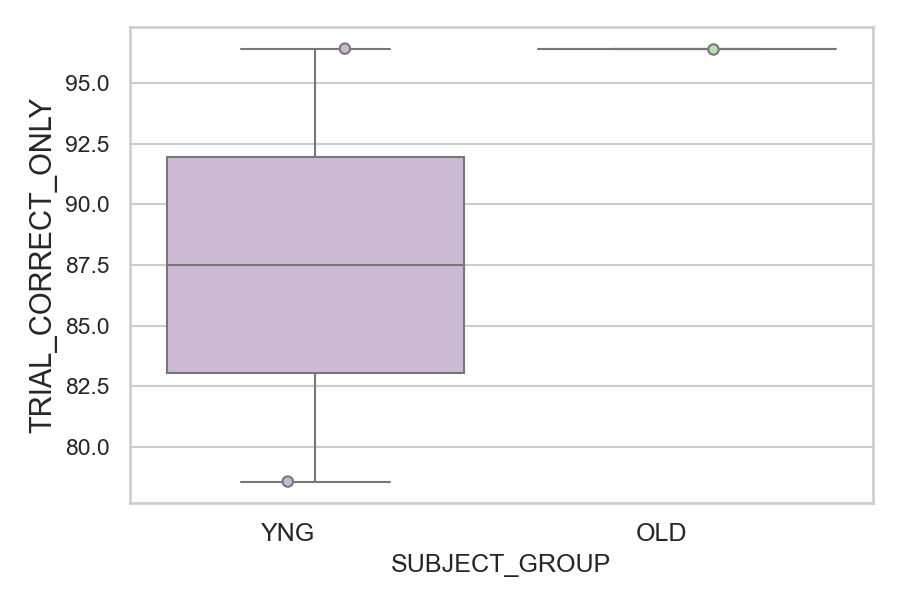 TRIAL_CORRECT_ONLY
95.0
92.5
90.0
87.5
85.0
82.5
80.0
YNG OLD
SUBJECT_GROUP